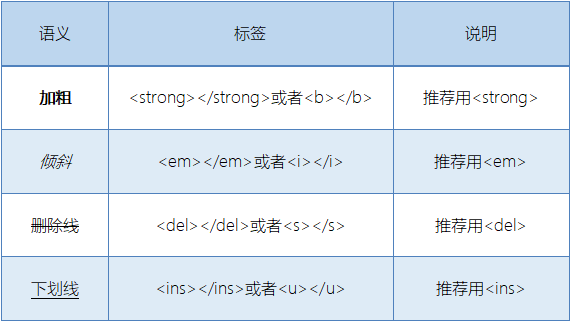 语义 标签 说明
加粗 <strong></strong>或者<b></b> 推荐用<strong>
倾斜 <em></em>或者<i></i> 推荐用<em>
删除线 <del></del>或者<s></s> 推荐用<del>
下划线 <ins></ins>或者<u></u> 推荐用<ins>